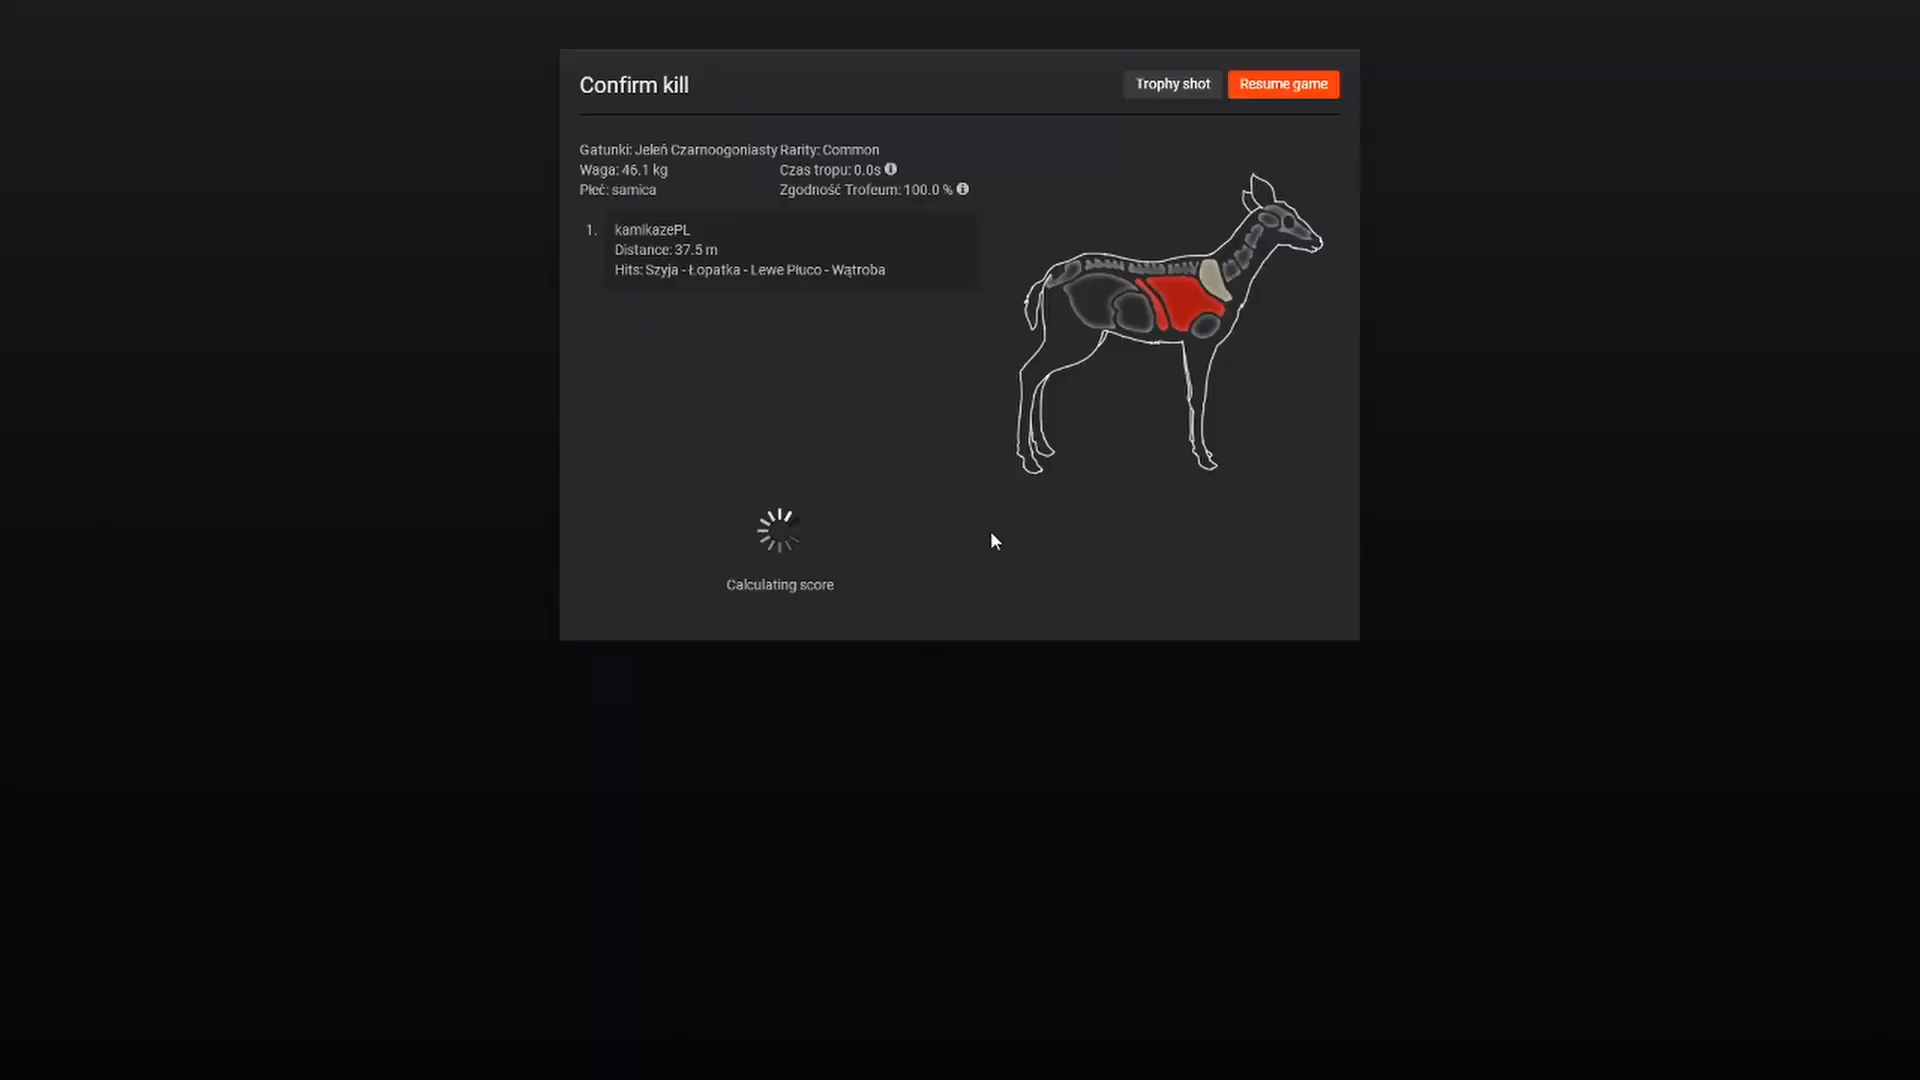 Confirm kill
Trophy shot
Resume game
Gatunki: Jeleń Czarnoogoniasty Rarity: Common
Waga: 46.1 kg
Czas tropu: 0.0s
Płeć: samica
Zgodność Trofeum: 100.0 %
1. kamikazePL
Distance: 37.5 m
Hits: Szyja - Łopatka - Lewe Płuco - Wątroba
Calculating score